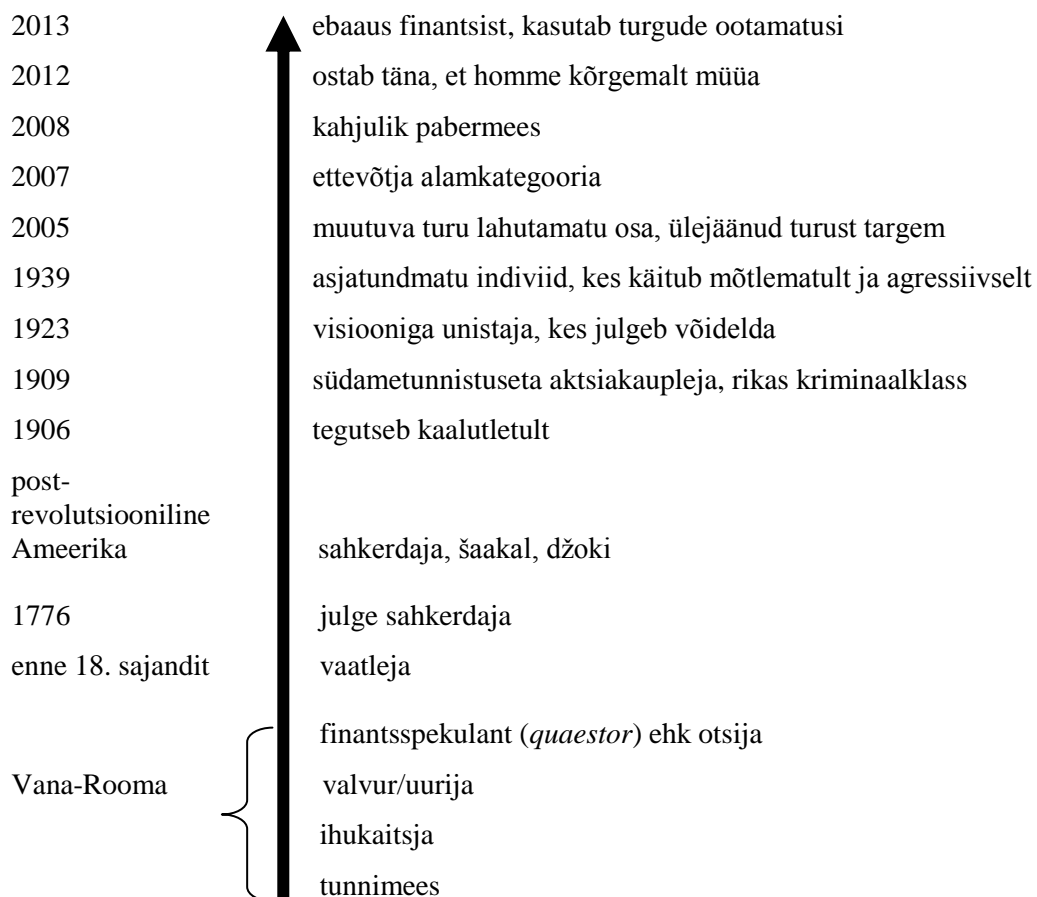 2013 ebaaus finantsist, kasutab turgude ootamatusi
2012 ostab täna, et homme kõrgemalt müüa
2008 kahjulik pabermees
2007 ettevõtja alamkategooria
2005 muutuva turu lahutamatu osa, ülejäänud turust targem
1939 asjatundmatu indiviid, kes käitub mõtlematult ja agressiivselt
1923 visiooniga unistaja, kes julgeb võidelda
1909 südametunnistuseta aktsiakaupleja, rikas kriminaalklass
1906 tegutseb kaalutletult
post-
revolutsiooniline
Ameerika sahkerdaja, šaakal, džoki
1776 julge sahkerdaja
enne 18. sajandit vaatleja
finantsspekulant (quaestor) ehk otsija
Vana-Rooma valvur/uurija
ihukaitsja
tunnimees